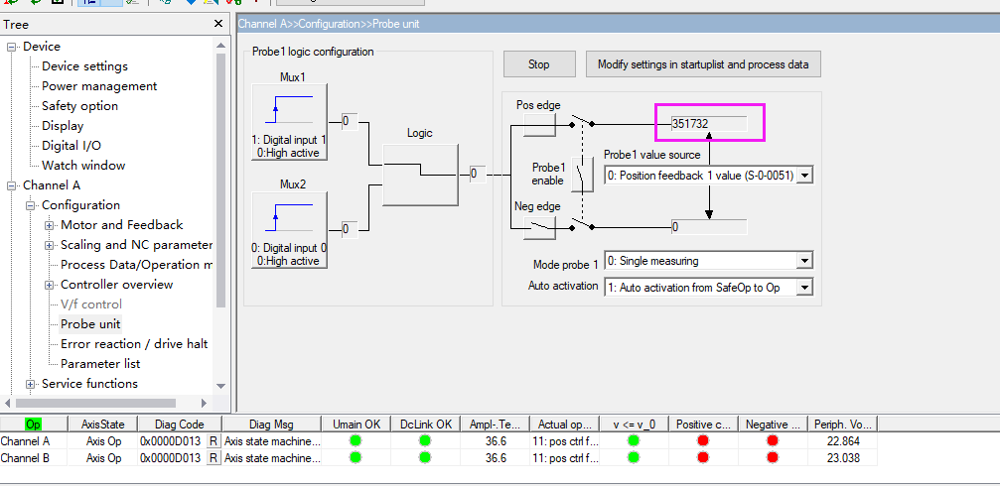 Tree
Device
Device settings
Power management
Safety option
Display
Digital I/O
Watch window
Channel A
Configuration
Motor and Feedback
Scaling and NC parameter
Process Data/Operation m
Controller overview
V/f control
Probe unit
Error reaction / drive halt
Parameter list
Service functions
Channel A>>Configuration>>Probe unit
Probe1 logic configuration
Mux1
0
1: Digital input 1
0:High active
Mux2
0
0: Digital input 0
0:High active
Logic
0
Stop
Modify settings in startuplist and process data
Pos edge
351732
Probe1 value source
Probe1
enable
0: Position feedback 1 value (S-0-0051)
Neg edge
0
Mode probe 1
0: Single measuring
Auto activation
1: Auto activation from SafeOp to Op
Op AxisState Diag Code Diag Msg Umain OK DcLink OK Ampl-.Te... Actual op... v <= v_0 Positive c... Negative ... Periph. Vo...
Channel A Axis Op 0x0000D013 R Axis state machine... 36.6 11: pos ctrl f... 22.864
Channel B Axis Op 0x0000D013 R Axis state machine... 36.6 11: pos ctrl f... 23.038